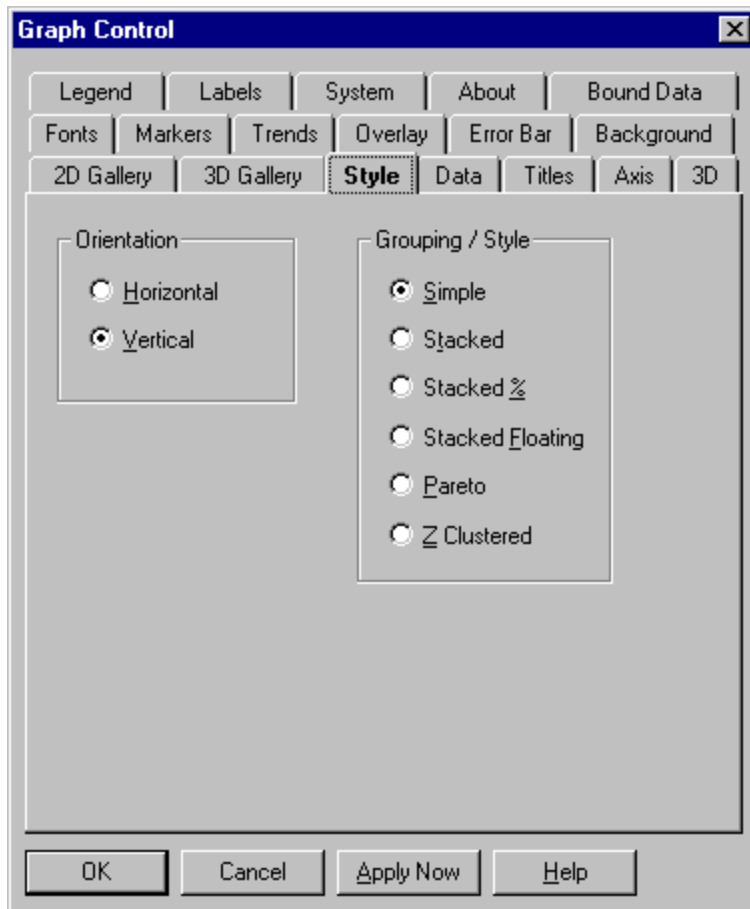 Graph Control
Legend Labels System About Bound Data
Fonts Markers Trends Overlay Error Bar Background
2D Gallery 3D Gallery Style Data Titles Axis 3D
Orientation
Horizontal
Vertical
Grouping / Style
Simple
Stacked
Stacked %
Stacked Floating
Pareto
Z Clustered
OK Cancel Apply Now Help